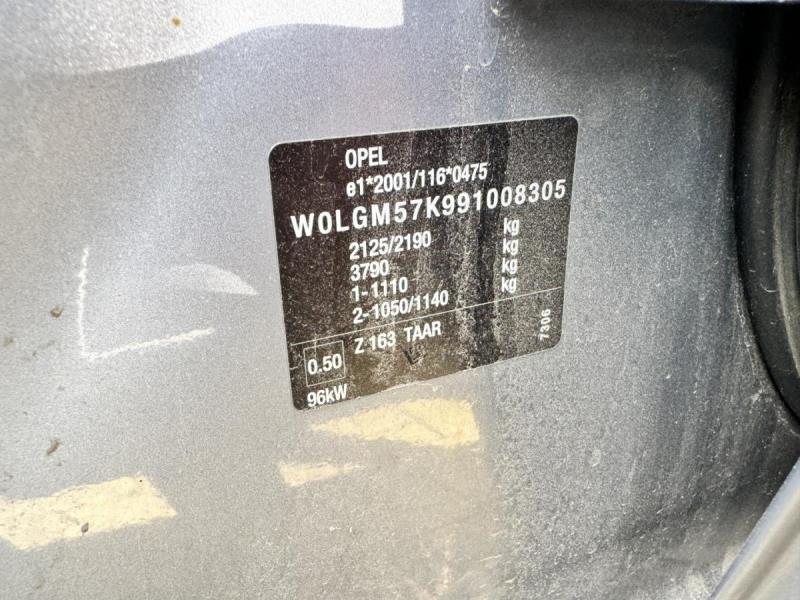 OPEL
e1*2001/116*0475
W0LGM57K991008305
2125/2190 kg
3790 kg
1-1110 kg
2-1050/1140 kg
Z 163 TAAR
0.50
96kW
7306